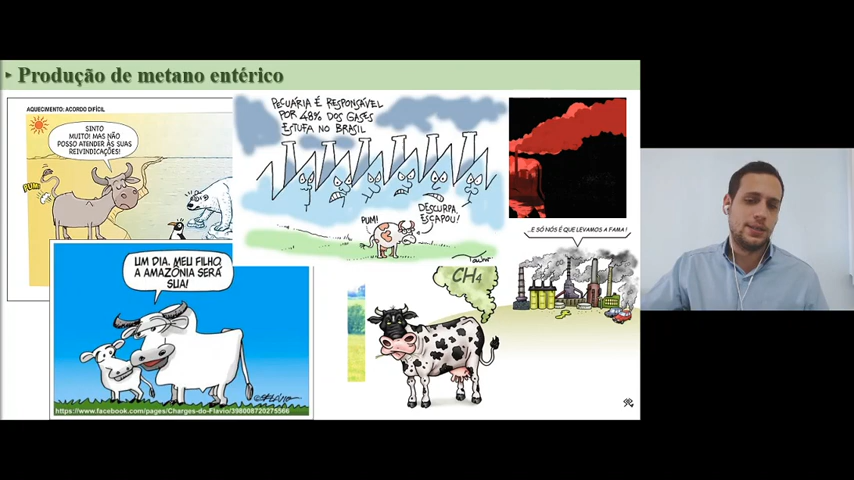 Produção de metano entérico
AQUECIMENTO: ACORDO DIFÍCIL
SINTO
MUITO! MAS NÃO
POSSO ATENDER ÀS SUAS
REIVINDICAÇÕES!
PUM!
PECUÁRIA É RESPONSÁVEL
POR 48% DOS GASES
ESTUFA NO BRASIL
PUM!
DESCURPA,
ESCAPOU!
UM DIA, MEU FILHO,
A AMAZÔNIA SERÁ
SUA!
https://www.facebook.com/pages/Charges-do-Flavio/398008720275566
CH4
...E SÓ NÓS É QUE LEVAMOS A FAMA!